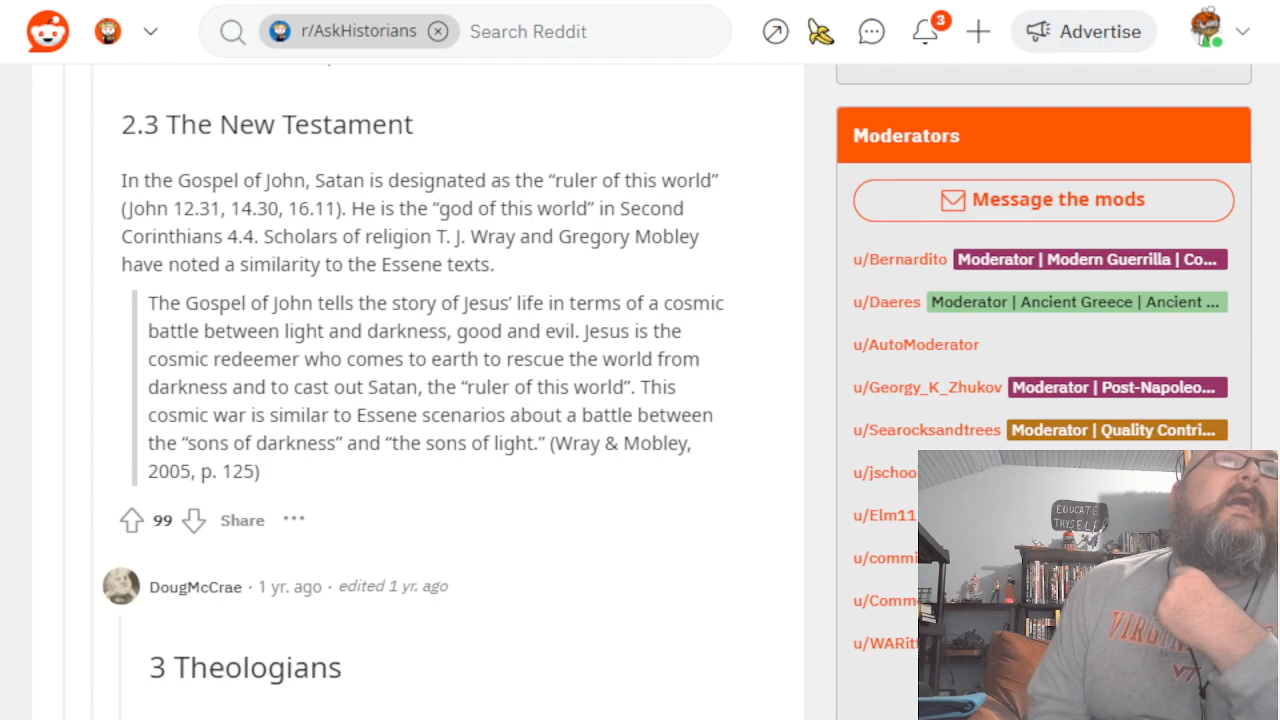 r/AskHistorians
Search Reddit
3
Advertise
2.3 The New Testament
In the Gospel of John, Satan is designated as the “ruler of this world”
(John 12.31, 14.30, 16.11). He is the “god of this world” in Second
Corinthians 4.4. Scholars of religion T. J. Wray and Gregory Mobley
have noted a similarity to the Essene texts.
The Gospel of John tells the story of Jesus’ life in terms of a cosmic
battle between light and darkness, good and evil. Jesus is the
cosmic redeemer who comes to earth to rescue the world from
darkness and to cast out Satan, the “ruler of this world”. This
cosmic war is similar to Essene scenarios about a battle between
the “sons of darkness” and “the sons of light.” (Wray & Mobley,
2005, p. 125)
99 Share
DougMcCrae · 1 yr. ago · edited 1 yr. ago
3 Theologians
Moderators
Message the mods
u/Bernardito Moderator | Modern Guerrilla | Co...
u/Daeres Moderator | Ancient Greece | Ancient ...
u/AutoModerator
u/Georgy_K_Zhukov Moderator | Post-Napoleo...
u/Searocksandtrees Moderator | Quality Contri...
u/jschoo
u/Elm11
u/commi
u/Comm
u/WARitt
EDUCATE
THYSELF
VT